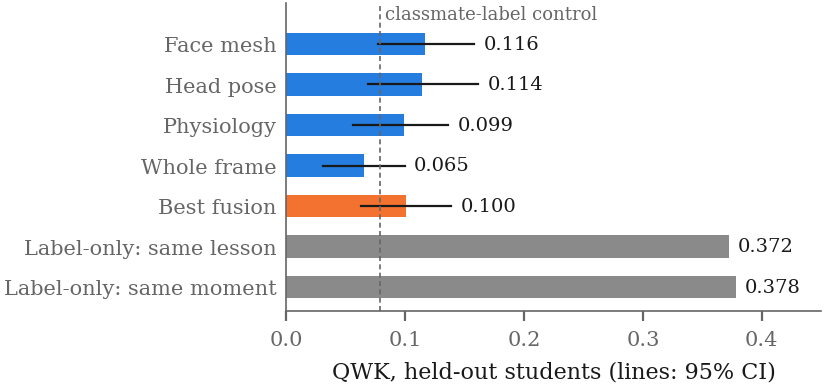 classmate-label control
Face mesh 0.116
Head pose 0.114
Physiology 0.099
Whole frame 0.065
Best fusion 0.100
Label-only: same lesson 0.372
Label-only: same moment 0.378
0.0 0.1 0.2 0.3 0.4
QWK, held-out students (lines: 95% CI)